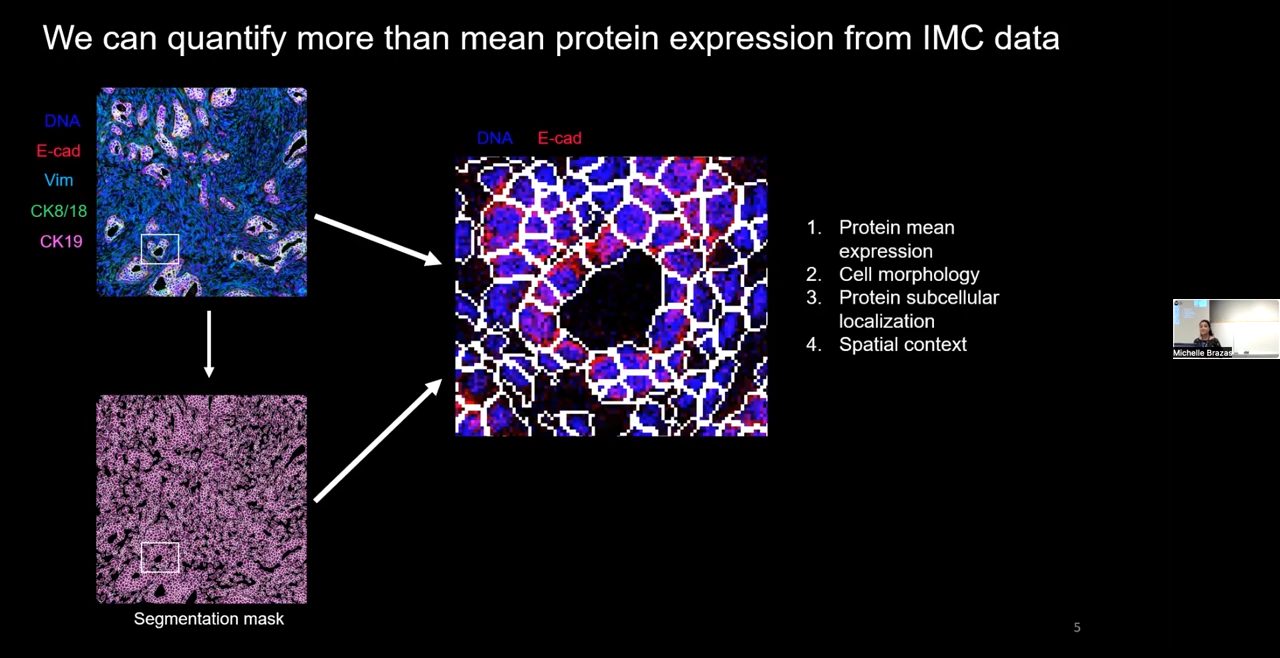 We can quantify more than mean protein expression from IMC data
DNA
E-cad
Vim
CK8/18
CK19
DNA E-cad
1. Protein mean
expression
2. Cell morphology
3. Protein subcellular
localization
4. Spatial context
Michelle Brazas
Segmentation mask
5